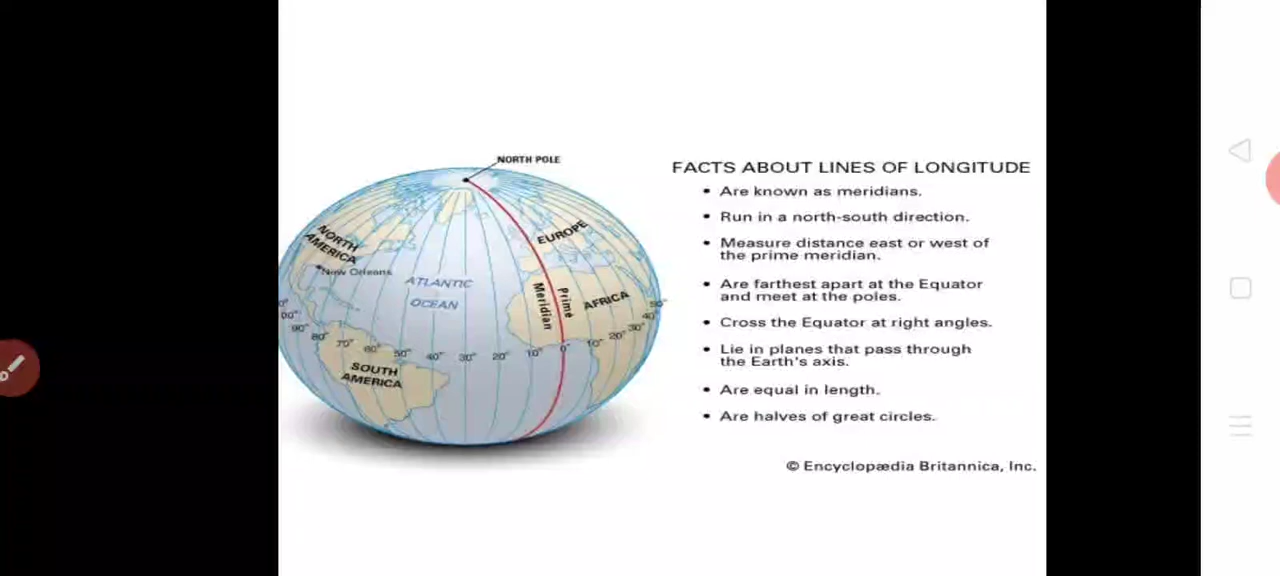 NORTH POLE
FACTS ABOUT LINES OF LONGITUDE
• Are known as meridians.
• Run in a north-south direction.
• Measure distance east or west of
the prime meridian.
• Are farthest apart at the Equator
and meet at the poles.
• Cross the Equator at right angles.
• Lie in planes that pass through
the Earth's axis.
• Are equal in length.
• Are halves of great circles.
NORTH
AMERICA
New Orleans
ATLANTIC
OCEAN
EUROPE
Prime
Meridian
AFRICA
SOUTH
AMERICA
90° 80° 70° 60° 50° 40° 30° 20° 10° 0° 10° 20° 30° 40° 50°
© Encyclopædia Britannica, Inc.